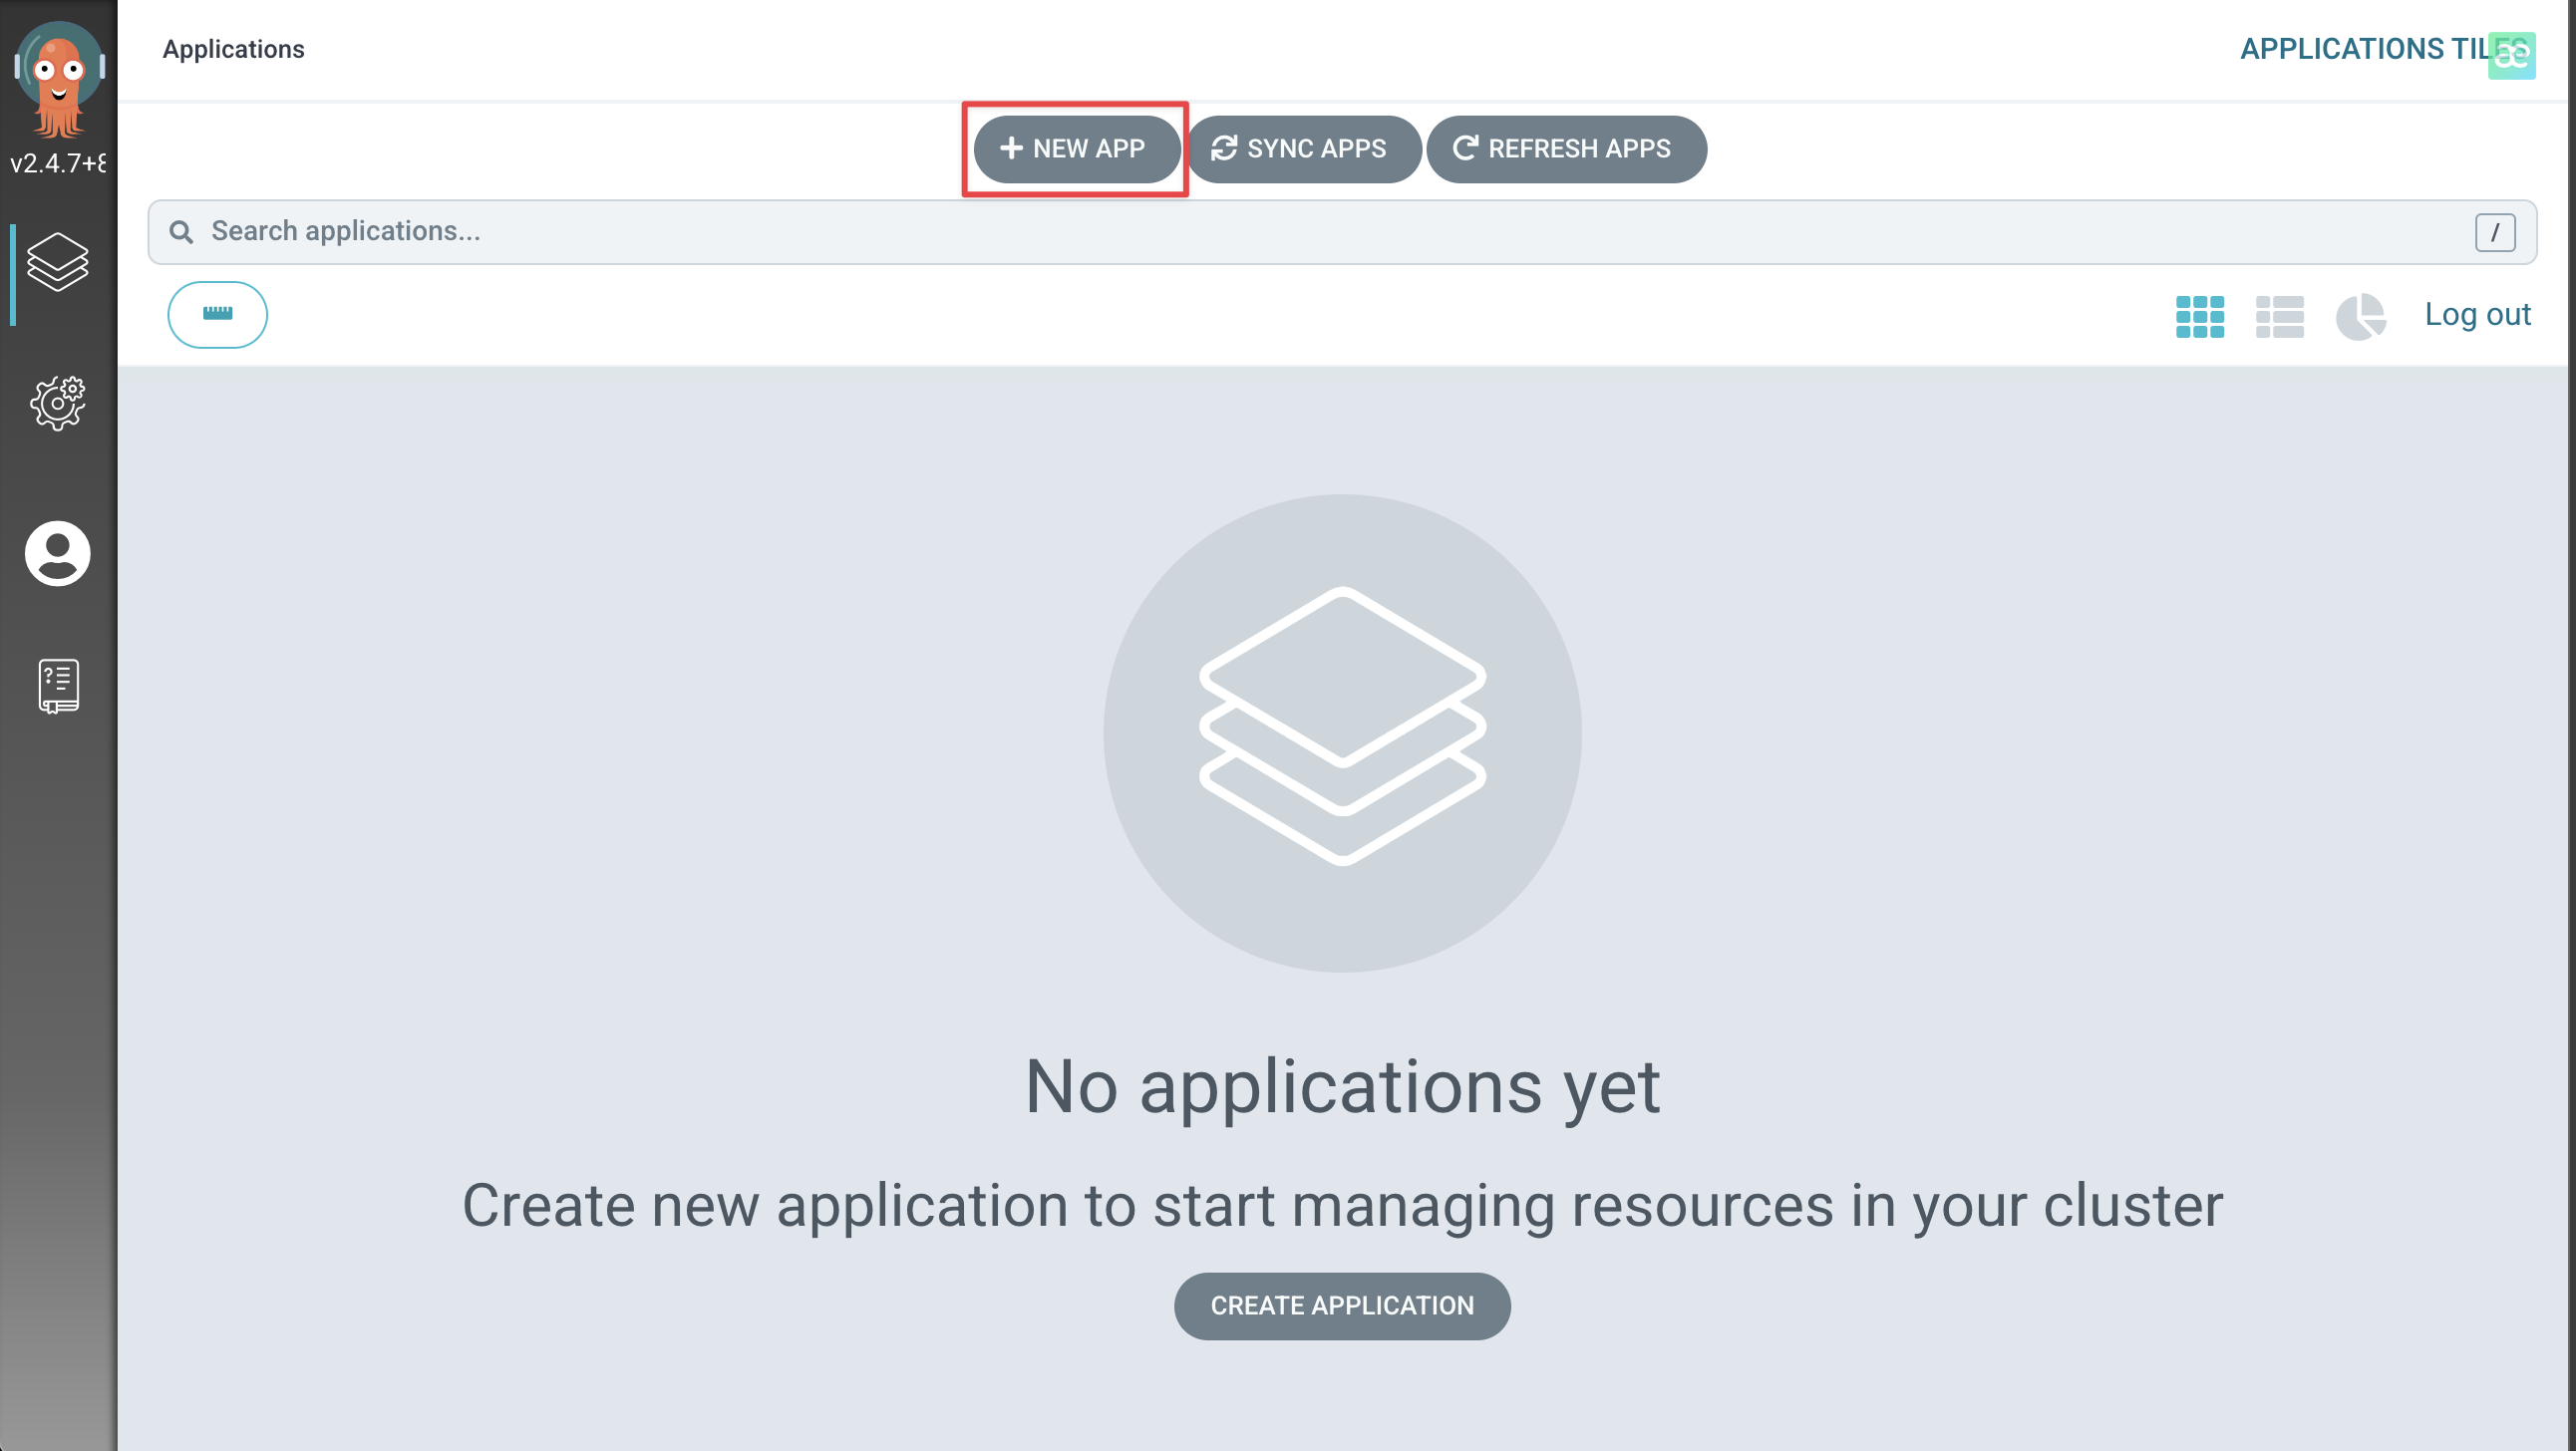 Applications
APPLICATIONS TILES
æ
NEW APP
SYNC APPS
REFRESH APPS
v2.4.7+8
Search applications...
/
Log out
No applications yet
Create new application to start managing resources in your cluster
CREATE APPLICATION